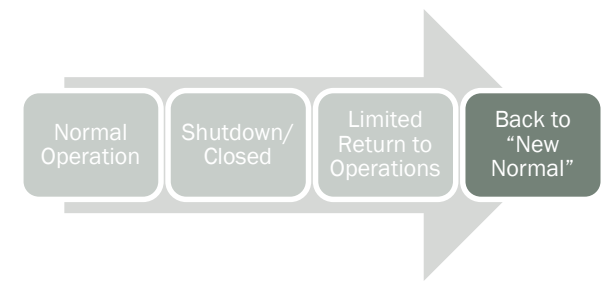 Normal
Operation
Shutdown/
Closed
Limited
Return to
Operations
Back to
“New
Normal”